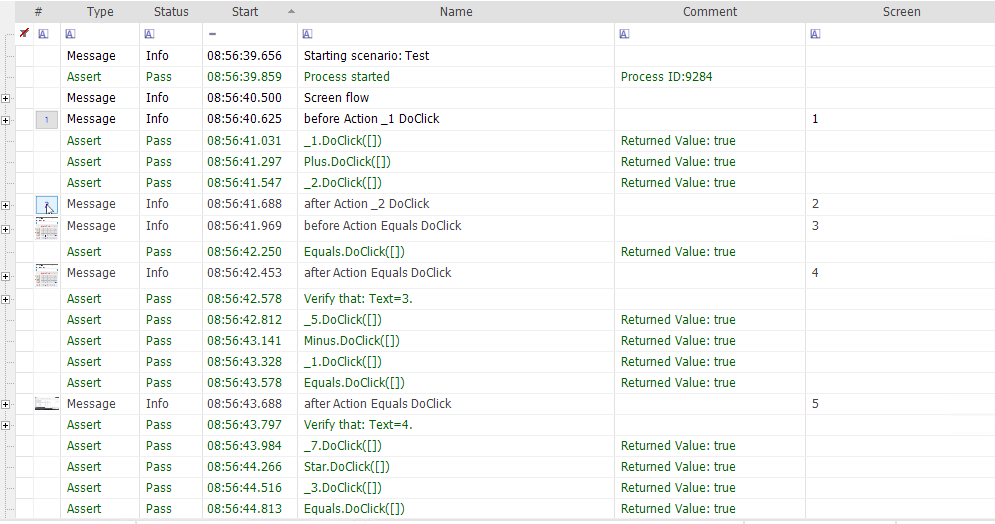 # Type Status Start Name Comment Screen
A A A = A A A
Message Info 08:56:39.656 Starting scenario: Test
Assert Pass 08:56:39.859 Process started Process ID:9284
Message Info 08:56:40.500 Screen flow
1 Message Info 08:56:40.625 before Action _1 DoClick 1
Assert Pass 08:56:41.031 _1.DoClick([]) Returned Value: true
Assert Pass 08:56:41.297 Plus.DoClick([]) Returned Value: true
Assert Pass 08:56:41.547 _2.DoClick([]) Returned Value: true
Message Info 08:56:41.688 after Action _2 DoClick 2
Message Info 08:56:41.969 before Action Equals DoClick 3
Assert Pass 08:56:42.250 Equals.DoClick([]) Returned Value: true
Message Info 08:56:42.453 after Action Equals DoClick 4
Assert Pass 08:56:42.578 Verify that: Text=3.
Assert Pass 08:56:42.812 _5.DoClick([]) Returned Value: true
Assert Pass 08:56:43.141 Minus.DoClick([]) Returned Value: true
Assert Pass 08:56:43.328 _1.DoClick([]) Returned Value: true
Assert Pass 08:56:43.578 Equals.DoClick([]) Returned Value: true
Message Info 08:56:43.688 after Action Equals DoClick 5
Assert Pass 08:56:43.797 Verify that: Text=4.
Assert Pass 08:56:43.984 _7.DoClick([]) Returned Value: true
Assert Pass 08:56:44.266 Star.DoClick([]) Returned Value: true
Assert Pass 08:56:44.516 _3.DoClick([]) Returned Value: true
Assert Pass 08:56:44.813 Equals.DoClick([]) Returned Value: true